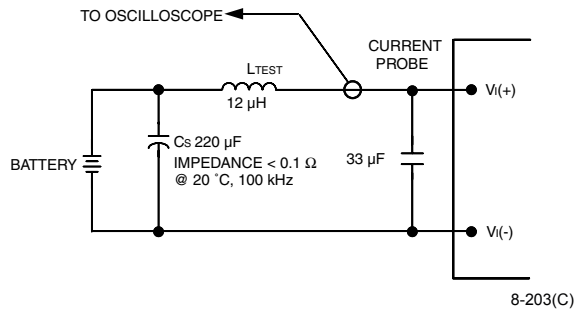 TO OSCILLOSCOPE
CURRENT
PROBE
LTEST
12 µH
VI(+)
CS 220 µF
IMPEDANCE < 0.1 Ω
@ 20 ˚C, 100 kHz
BATTERY
33 µF
VI(-)
8-203(C)